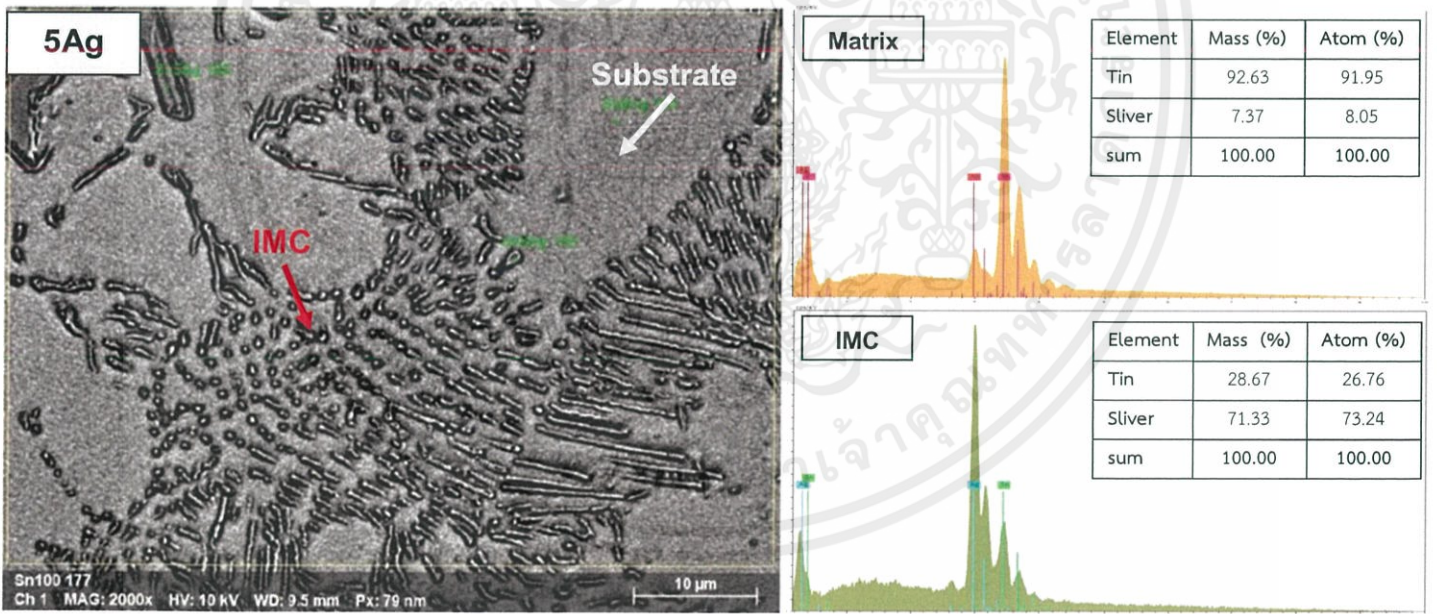 5Ag
Substrate
IMC
Sn100 177
Ch 1 MAG: 2000x HV: 10 kV WD: 9.5 mm Px: 79 nm
10 µm
Matrix
Element Mass (%) Atom (%)
Tin 92.63 91.95
Sliver 7.37 8.05
sum 100.00 100.00
IMC
Element Mass (%) Atom (%)
Tin 28.67 26.76
Sliver 71.33 73.24
sum 100.00 100.00